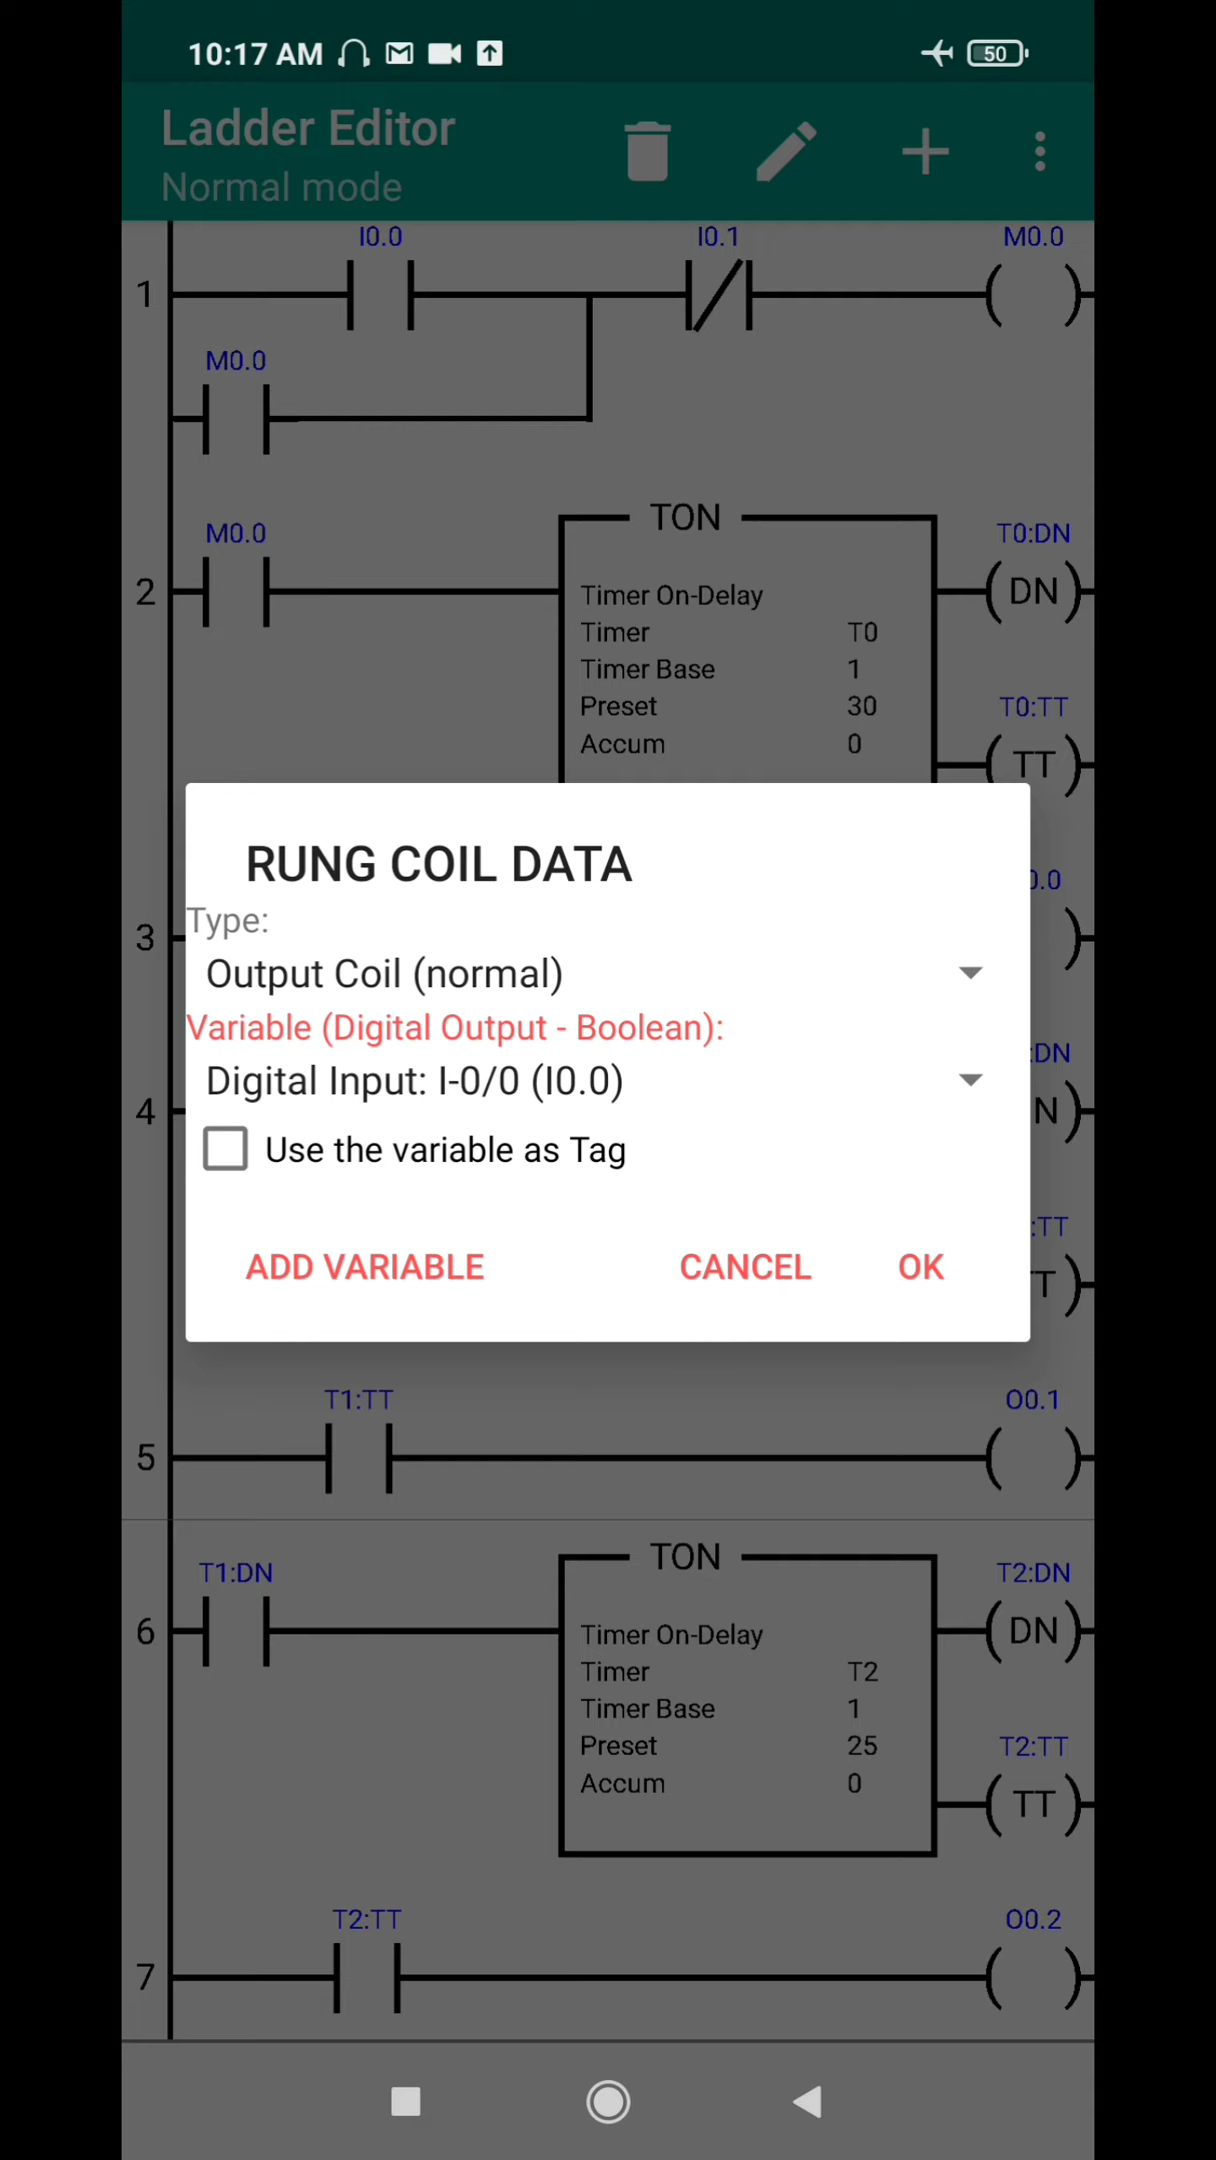 10:17 AM 50
Ladder Editor
Normal mode
I0.0 I0.1 M0.0
1
M0.0
TON
M0.0 T0:DN
2 DN
Timer On-Delay
Timer T0
Timer Base 1
Preset 30
Accum 0
T0:TT
TT
RUNG COIL DATA
Type:
Output Coil (normal)
Variable (Digital Output - Boolean):
Digital Input: I-0/0 (I0.0)
Use the variable as Tag
ADD VARIABLE CANCEL OK
0.0
3
:DN
4 N
:TT
T
T1:TT O0.1
5
TON
T1:DN T2:DN
6 DN
Timer On-Delay
Timer T2
Timer Base 1
Preset 25
Accum 0
T2:TT
TT
T2:TT O0.2
7